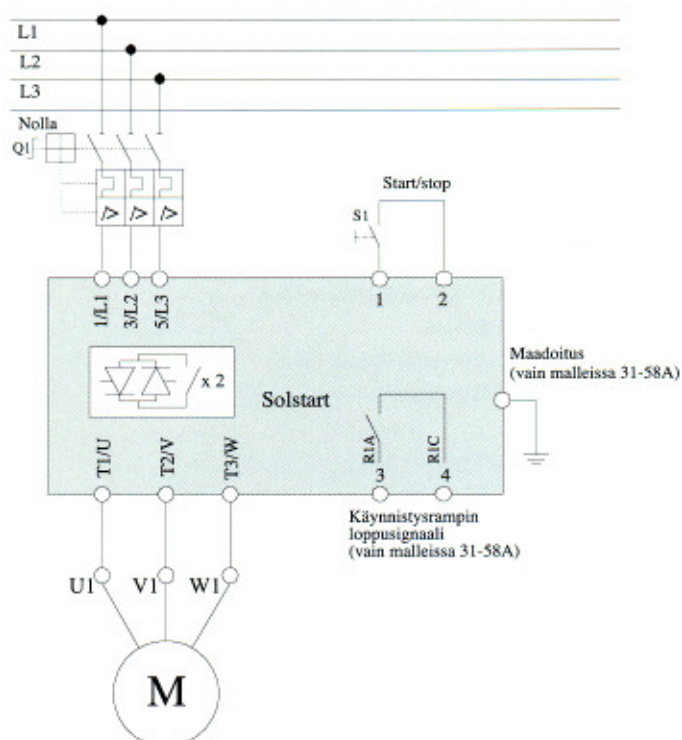 L1
L2
L3
Nolla
Q1
Start/stop
S1
1/L1
3/L2
5/L3
1
2
Maadoitus
(vain malleissa 31-58A)
x 2
Solstart
R1A
R1C
T1/U
T2/V
T3/W
3
4
Käynnistysrampin
loppusignaali
(vain malleissa 31-58A)
U1
V1
W1
M